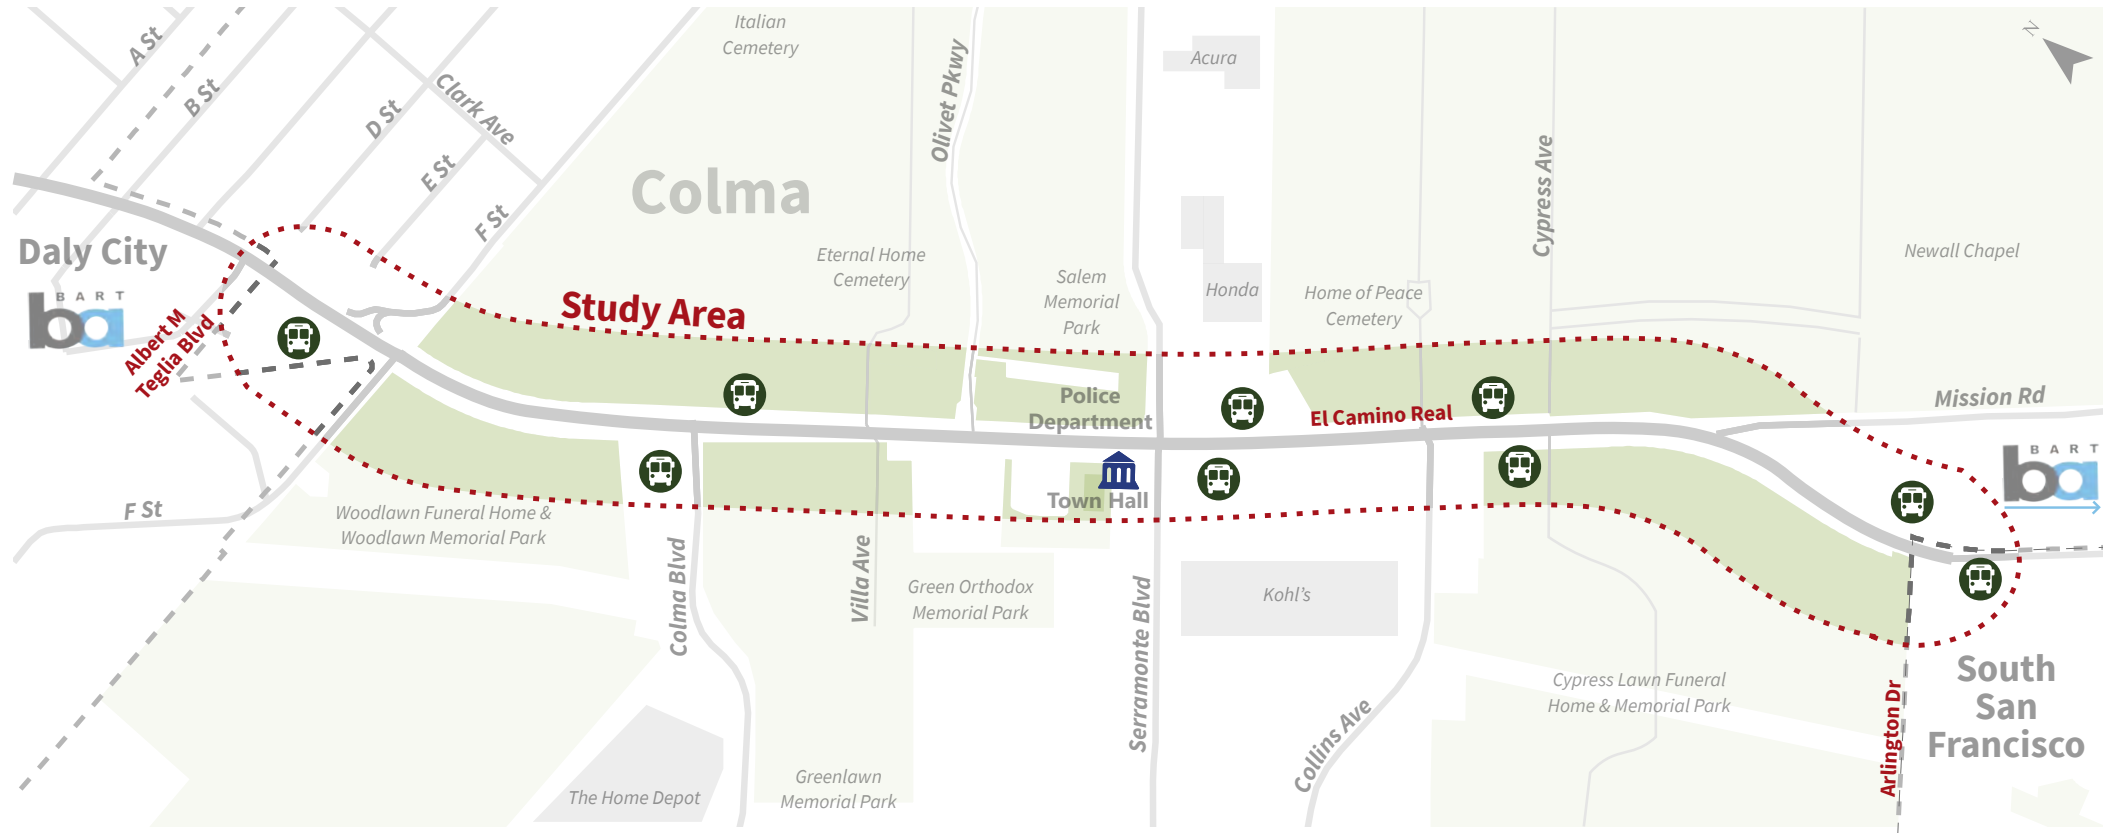 Italian
Cemetery
A St
B St
D St
Clark Ave
E St
F St
Olivet Pkwy
Acura
N
Colma
Cypress Ave
Daly City
BART
ba
Albert M
Teglia Blvd
Eternal Home
Cemetery
Salem
Memorial
Park
Honda
Home of Peace
Cemetery
Newall Chapel
Study Area
Police
Department
El Camino Real
Mission Rd
BART
ba
Town Hall
F St
Woodlawn Funeral Home &
Woodlawn Memorial Park
Colma Blvd
Villa Ave
Green Orthodox
Memorial Park
Serramonte Blvd
Kohl's
Collins Ave
Cypress Lawn Funeral
Home & Memorial Park
Arlington Dr
South
San
Francisco
The Home Depot
Greenlawn
Memorial Park